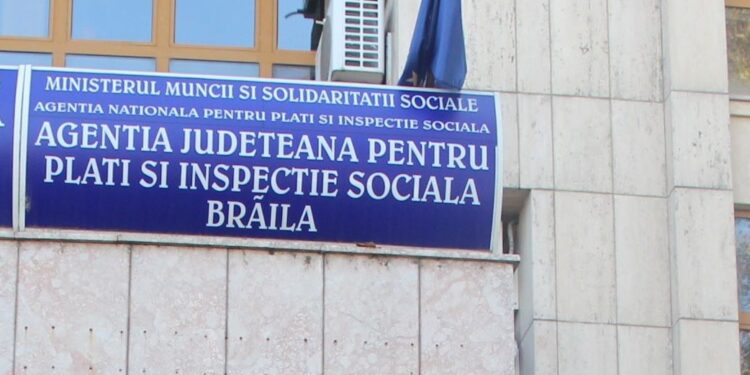 MINISTERUL MUNCII SI SOLIDARITATII SOCIALE
AGENTIA NATIONALA PENTRU PLATI SI INSPECTIE SOCIALA
AGENTIA JUDETEANA PENTRU
PLATI SI INSPECTIE SOCIALA
BRÃILA